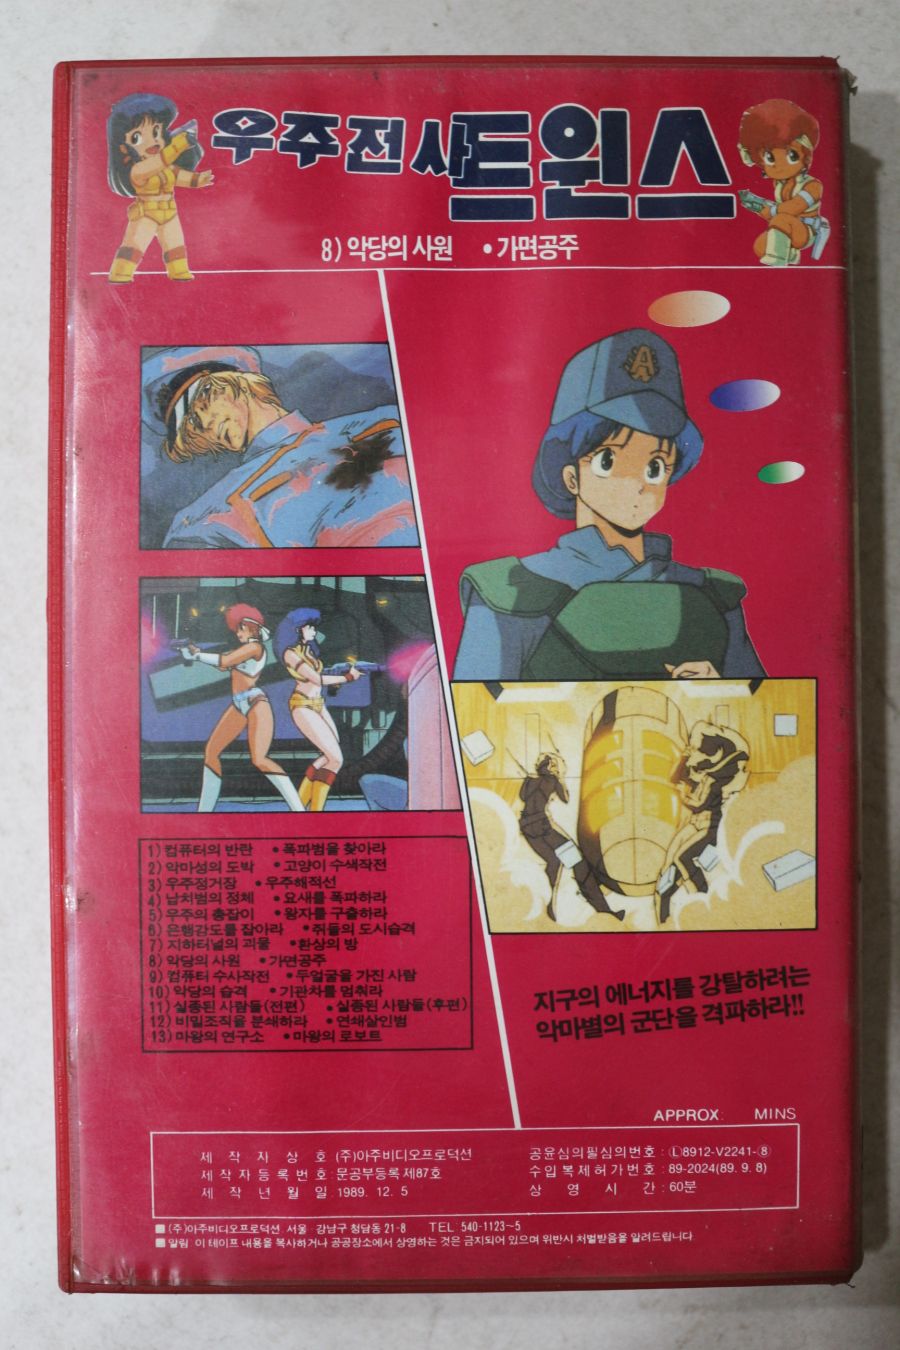 우주전사트윈스
8) 악당의 사원 • 가면공주
A
1) 컴퓨터의 반란 • 폭파범을 찾아라
2) 악마성의 도박 • 고양이 수색작전
3) 우주정거장 • 우주해적선
4) 납치범의 정체 • 요새를 폭파하라
5) 우주의 총잡이 • 왕자를 구출하라
6) 은행강도를 잡아라 • 쥐들의 도시습격
7) 지하터널의 괴물 • 환상의 방
8) 악당의 사원 • 가면공주
9) 컴퓨터 수사작전 • 두얼굴을 가진 사람
10) 악당의 습격 • 기관차를 멈춰라
11) 실종된 사람들(전편) • 실종된 사람들(후편)
12) 비밀조직을 분쇄하라 • 연쇄살인범
13) 마왕의 연구소 • 마왕의 로보트
지구의 에너지를 강탈하려는
악마별의 군단을 격파하라!!
APPROX. MINS
제 작 자 상 호 (주)아주비디오프로덕션
제작자등록번호:문공부등록 제87호
제 작 년 월 일 1989. 12. 5
공윤심의필심의번호 : Ⓛ8912-V2241-⑧
수입복제허가번호 : 89-2024(89. 9. 8)
상 영 시 간 : 60분
■ (주)아주비디오프로덕션 서울·강남구 청담동 21-8 TEL 540-1123~5
■ 알림 이 테이프 내용을 복사하거나 공공장소에서 상영하는 것은 금지되어 있으며 위반시 처벌받음을 알려드립니다